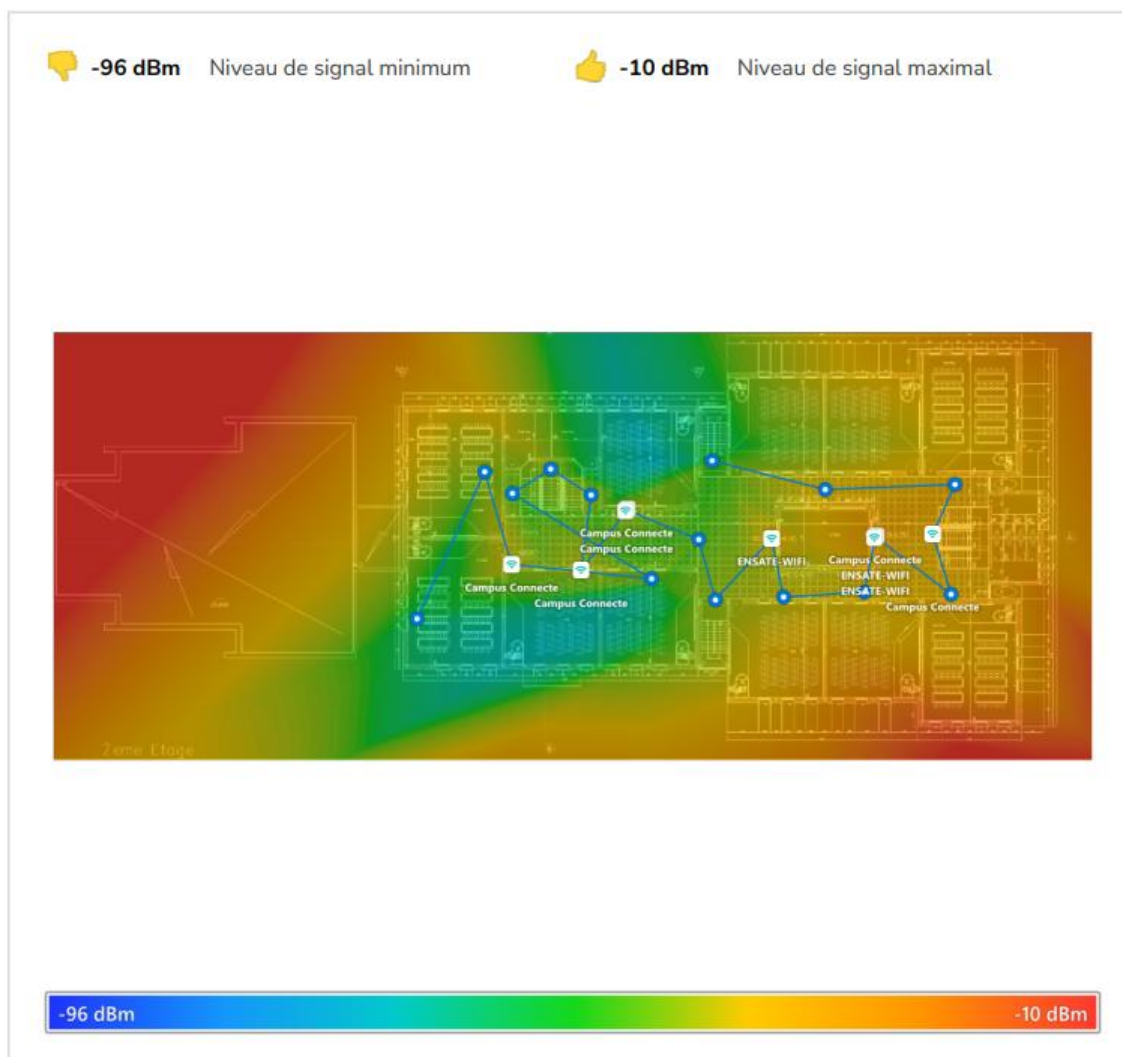 -96 dBm Niveau de signal minimum
-10 dBm Niveau de signal maximal
Campus Connecte
Campus Connecte
ENSATE-WIFI
Campus Connecte
ENSATE-WIFI
Campus Connecte
ENSATE-WIFI
Campus Connecte
Campus Connecte
2eme Etage
-96 dBm
-10 dBm